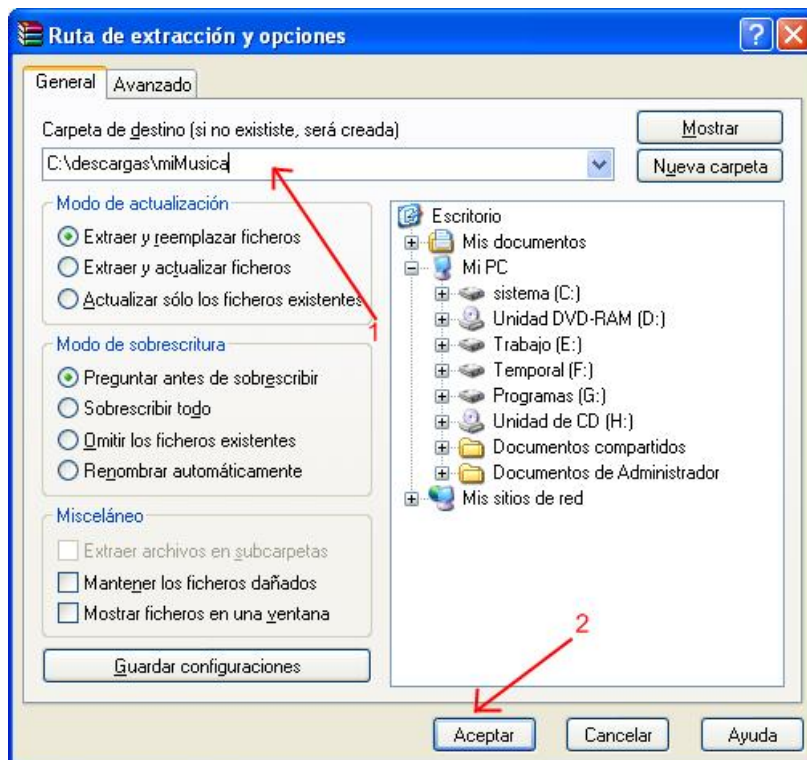 Ruta de extracción y opciones
General
Avanzado
Carpeta de destino (si no exististe, será creada)
Mostrar
C:\descargas\miMusica
Nueva carpeta
Modo de actualización
Extraer y reemplazar ficheros
Extraer y actualizar ficheros
Actualizar sólo los ficheros existentes
1
Modo de sobrescritura
Preguntar antes de sobrescribir
Sobrescribir todo
Omitir los ficheros existentes
Renombrar automáticamente
Misceláneo
Extraer archivos en subcarpetas
Mantener los ficheros dañados
Mostrar ficheros en una ventana
Guardar configuraciones
Escritorio
Mis documentos
Mi PC
sistema (C:)
Unidad DVD-RAM (D:)
Trabajo (E:)
Temporal (F:)
Programas (G:)
Unidad de CD (H:)
Documentos compartidos
Documentos de Administrador
Mis sitios de red
2
Aceptar
Cancelar
Ayuda